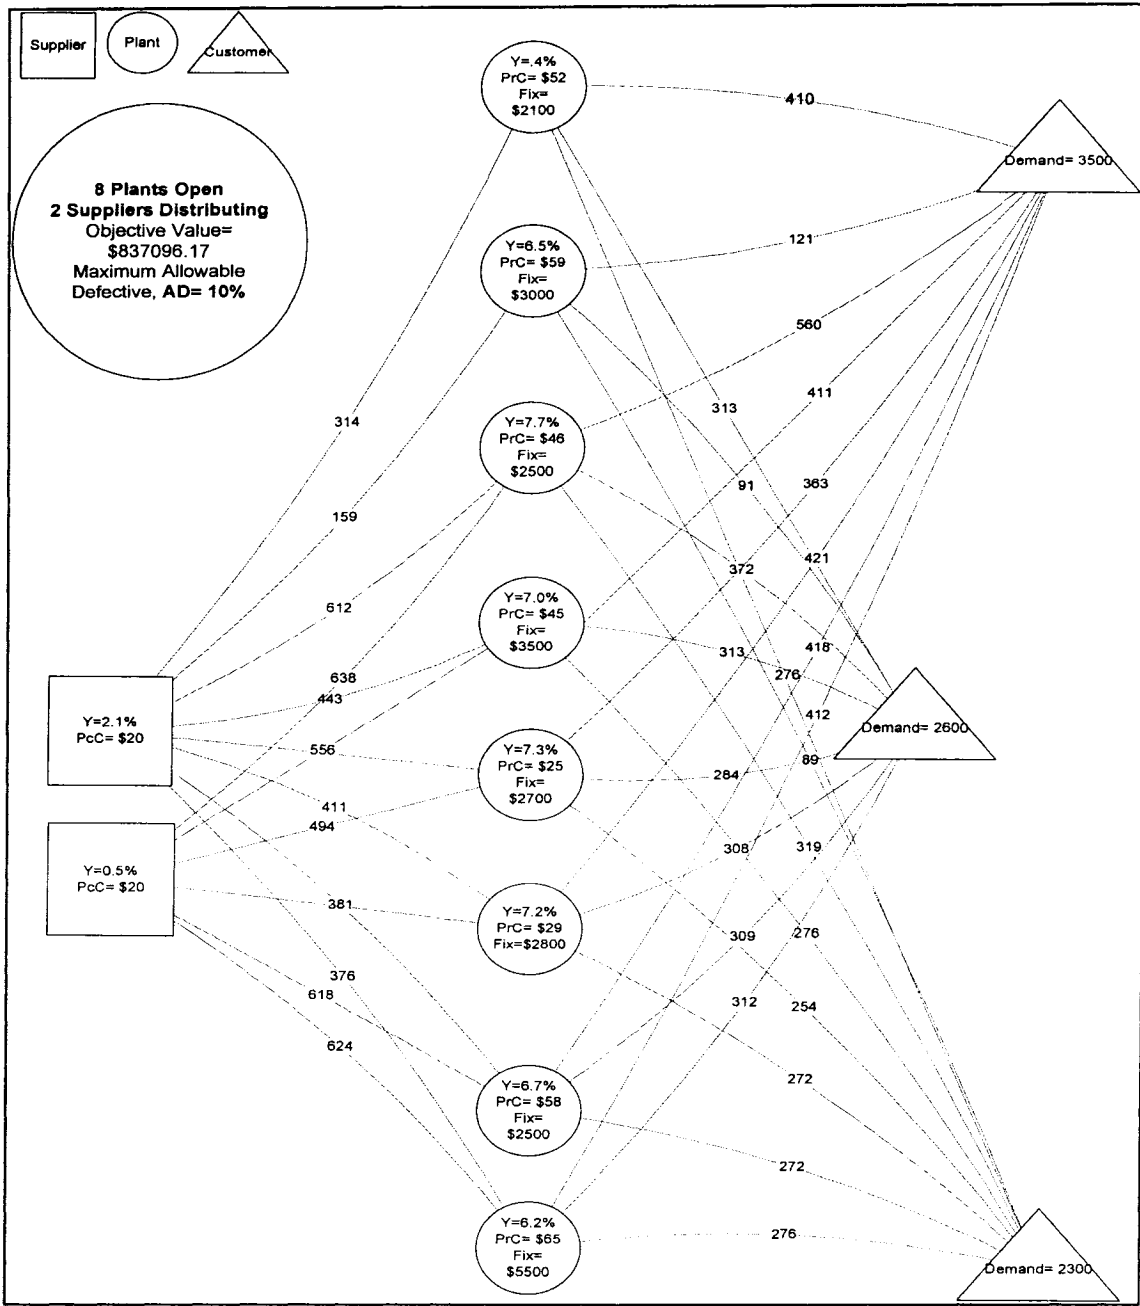 Supplier
Plant
Customer
8 Plants Open
2 Suppliers Distributing
Objective Value=
$837096.17
Maximum Allowable
Defective, AD= 10%
Y=.4%
PrC= $52
Fix=
$2100
Y=6.5%
PrC= $59
Fix=
$3000
Y=7.7%
PrC= $46
Fix=
$2500
Y=7.0%
PrC= $45
Fix=
$3500
Y=7.3%
PrC= $25
Fix=
$2700
Y=7.2%
PrC= $29
Fix=$2800
Y=6.7%
PrC= $58
Fix=
$2500
Y=6.2%
PrC= $65
Fix=
$5500
Y=2.1%
PcC= $20
Y=0.5%
PcC= $20
Demand= 3500
Demand= 2600
Demand= 2300
314
159
612
638
443
556
411
494
381
376
618
624
410
121
560
411
313
91
363
372
421
313
276
418
412
284
89
308
319
309
276
312
254
272
272
276